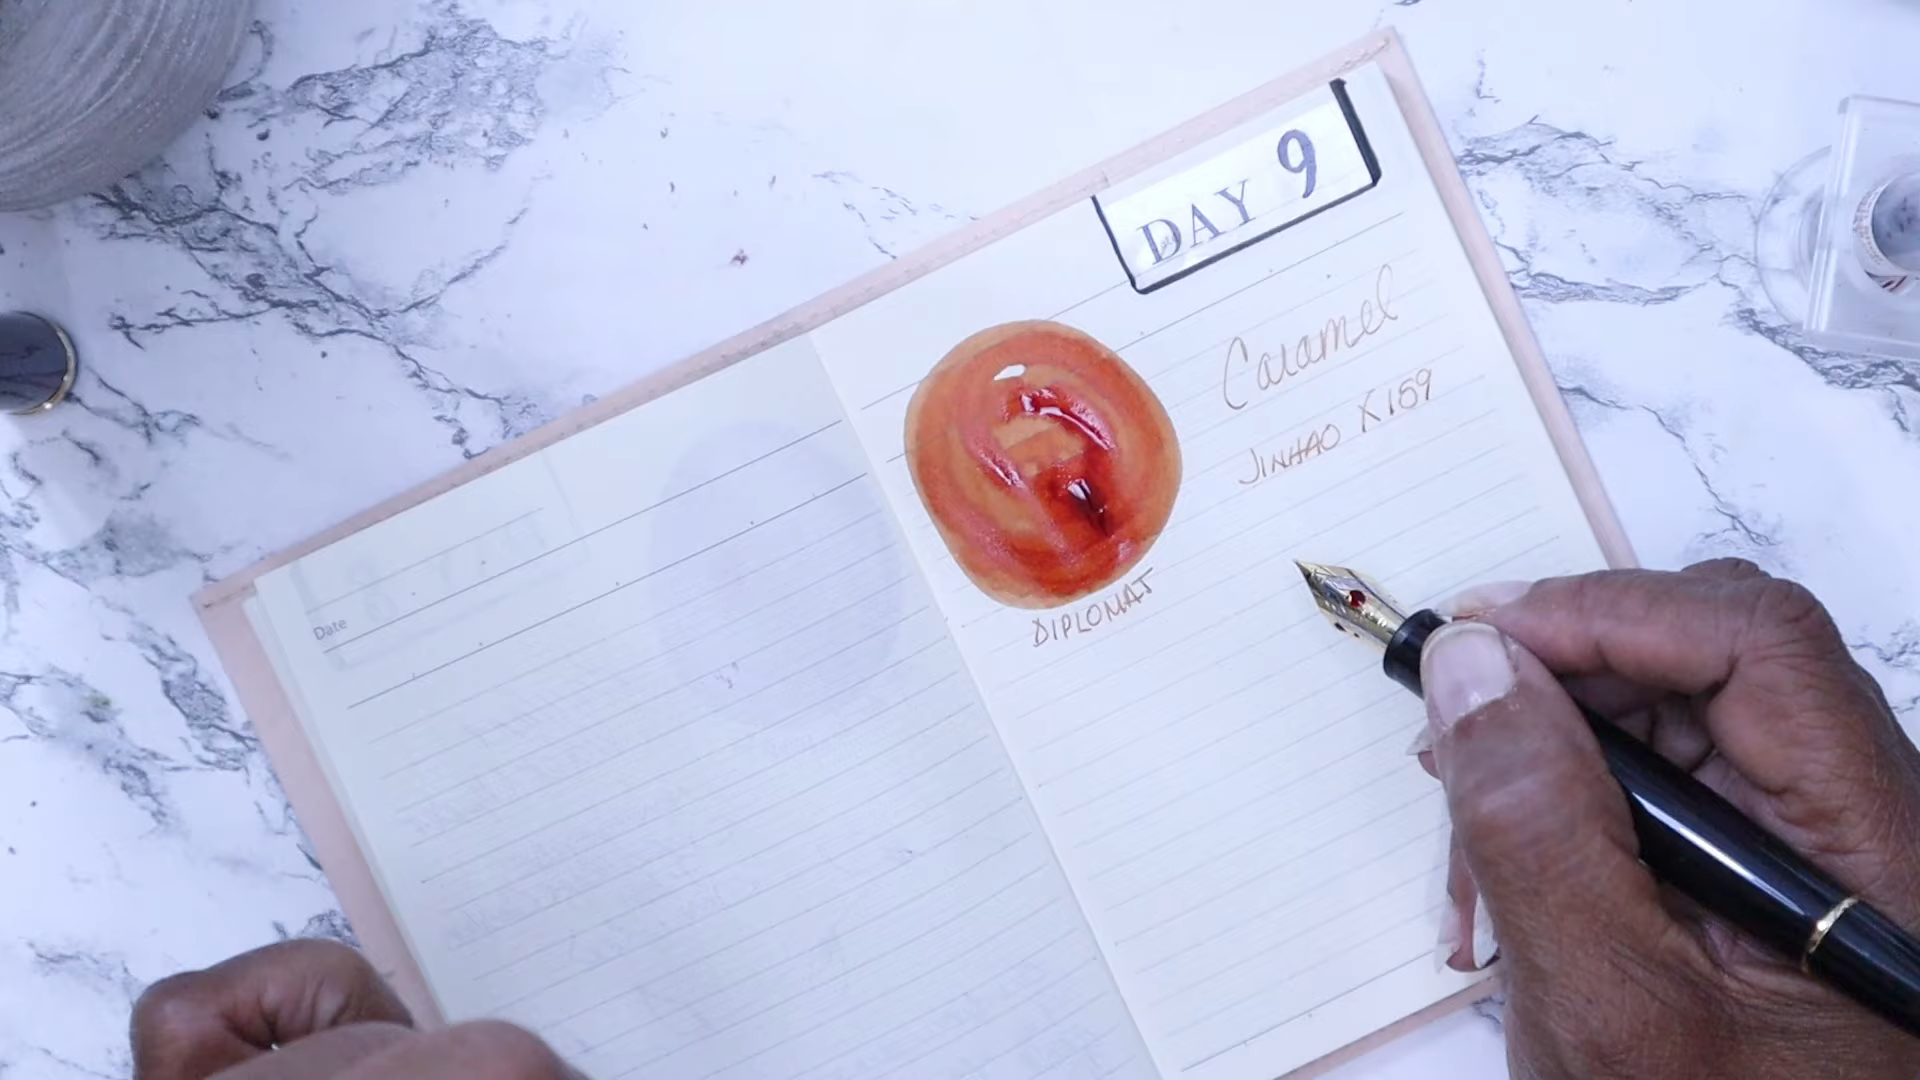 Date
DAY 9
Caramel
JINHAO X159
DIPLOMAT